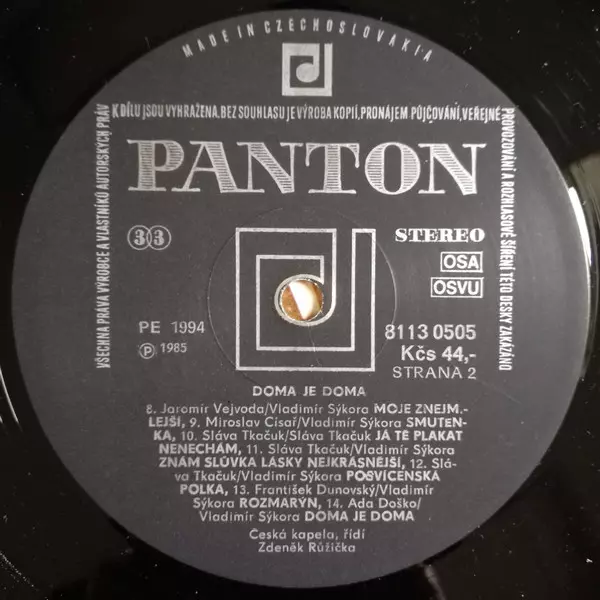 MADE IN CZECHOSLOVAKIA
VŠECHNA PRÁVA VÝROBCE A VLASTNÍKŮ AUTORSKÝCH PRÁV
K DÍLU JSOU VYHRAŽENA. BEZ SOUHLASU JE VÝROBA KOPIÍ, PRONÁJEM PŮJČOVÁNÍ, VEŘEJNÉ
PROVOZOVÁNÍ A ROZHLASOVÉ ŠÍŘENÍ TÉTO DESKY ZAKÁZÁNO
PANTON
33
STEREO
OSA
OSVU
PE 1994
℗ 1985
8113 0505
Kčs 44,-
STRANA 2
DOMA JE DOMA
8. Jaromír Vejvoda/Vladimír Sýkora MOJE ZNEJM.
-LEJŠÍ, 9. Miroslav Císař/Vladimír Sýkora SMUTEN-
KA, 10. Sláva Tkačuk/Sláva Tkačuk JÁ TĚ PLAKAT
NENECHÁM, 11. Sláva Tkačuk/Vladimír Sýkora
ZNÁM SLŮVKA LÁSKY NEJKRÁSNĚJŠÍ, 12. Slá-
va Tkačuk/Vladimír Sýkora POSVÍCENSKÁ
POLKA, 13. František Dunovský/Vladimír
Sýkora ROZMARÝN, 14. Ada Doško/
Vladimír Sýkora DOMA JE DOMA
Česká kapela, řídí
Zdeněk Růžička